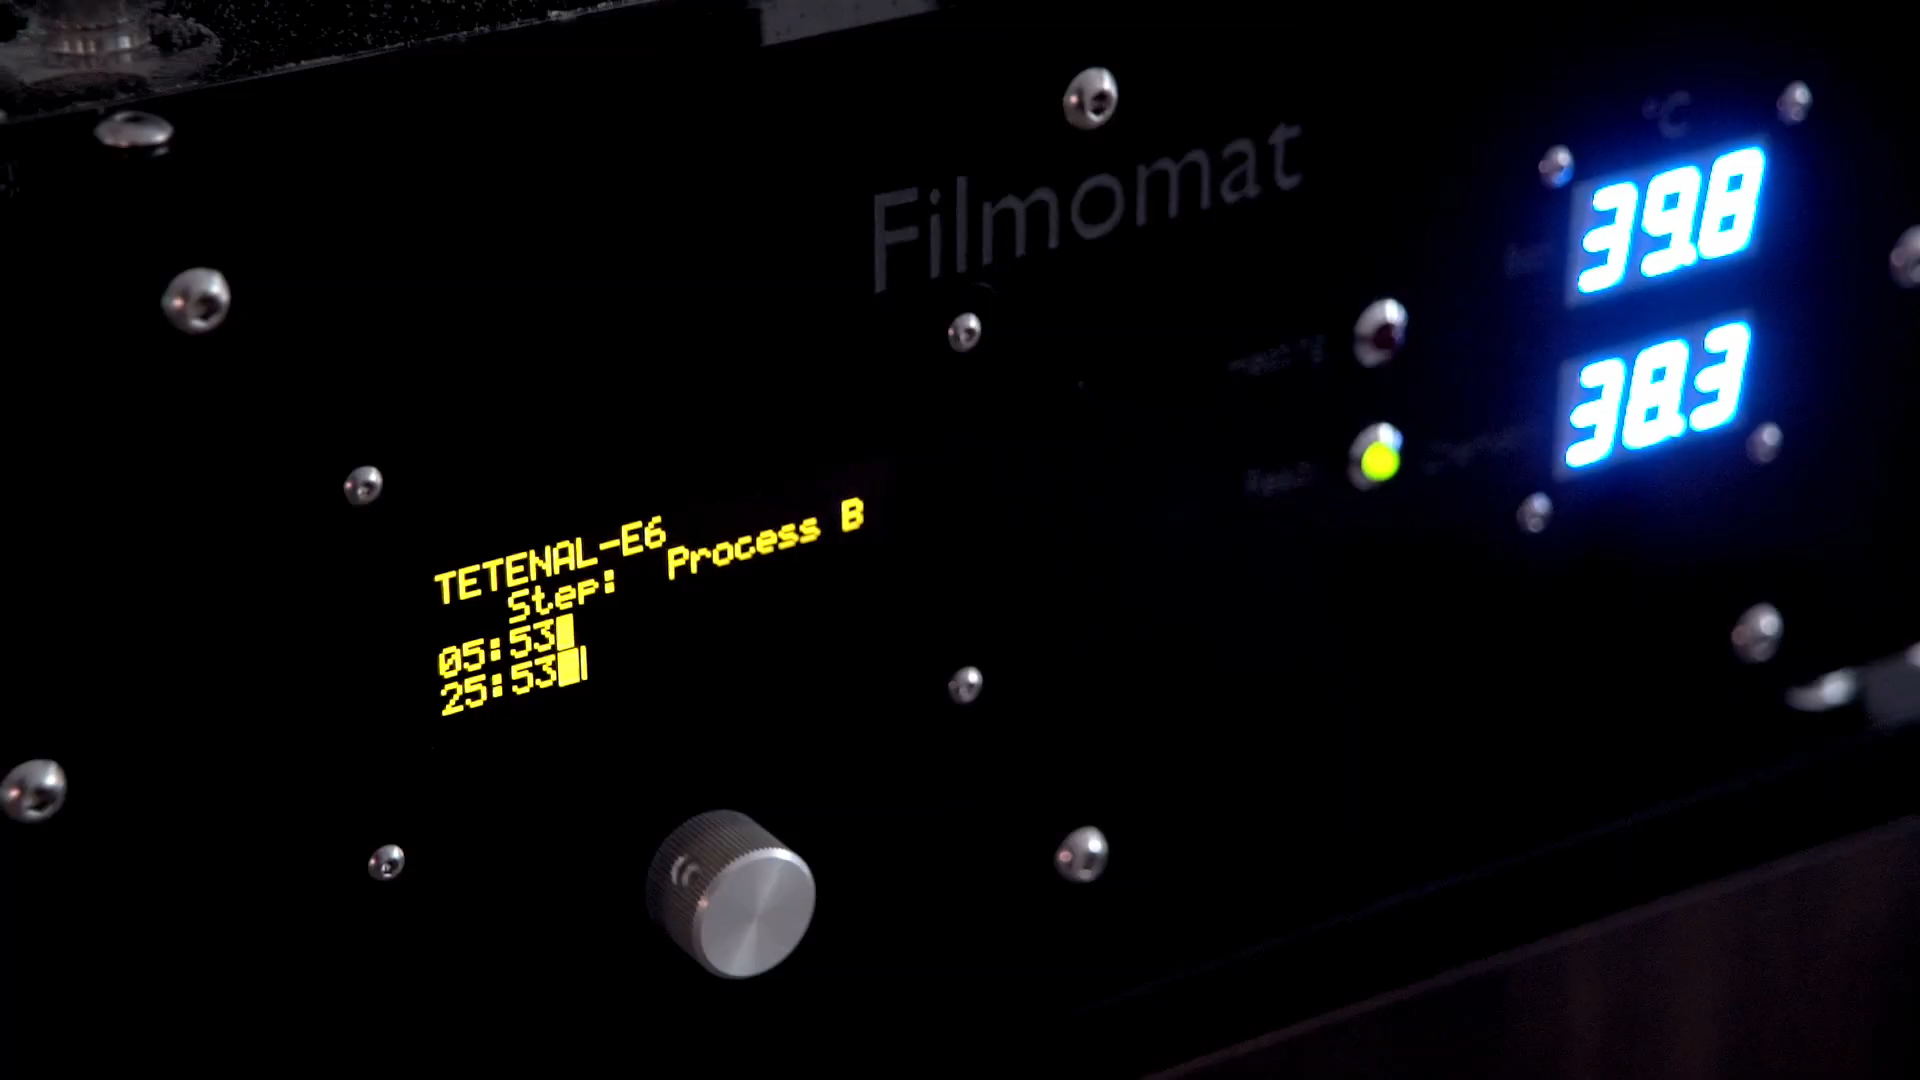 Filmomat
°C
39.8
38.3
TETENAL-E6
Step: Process B
05:53
25:53